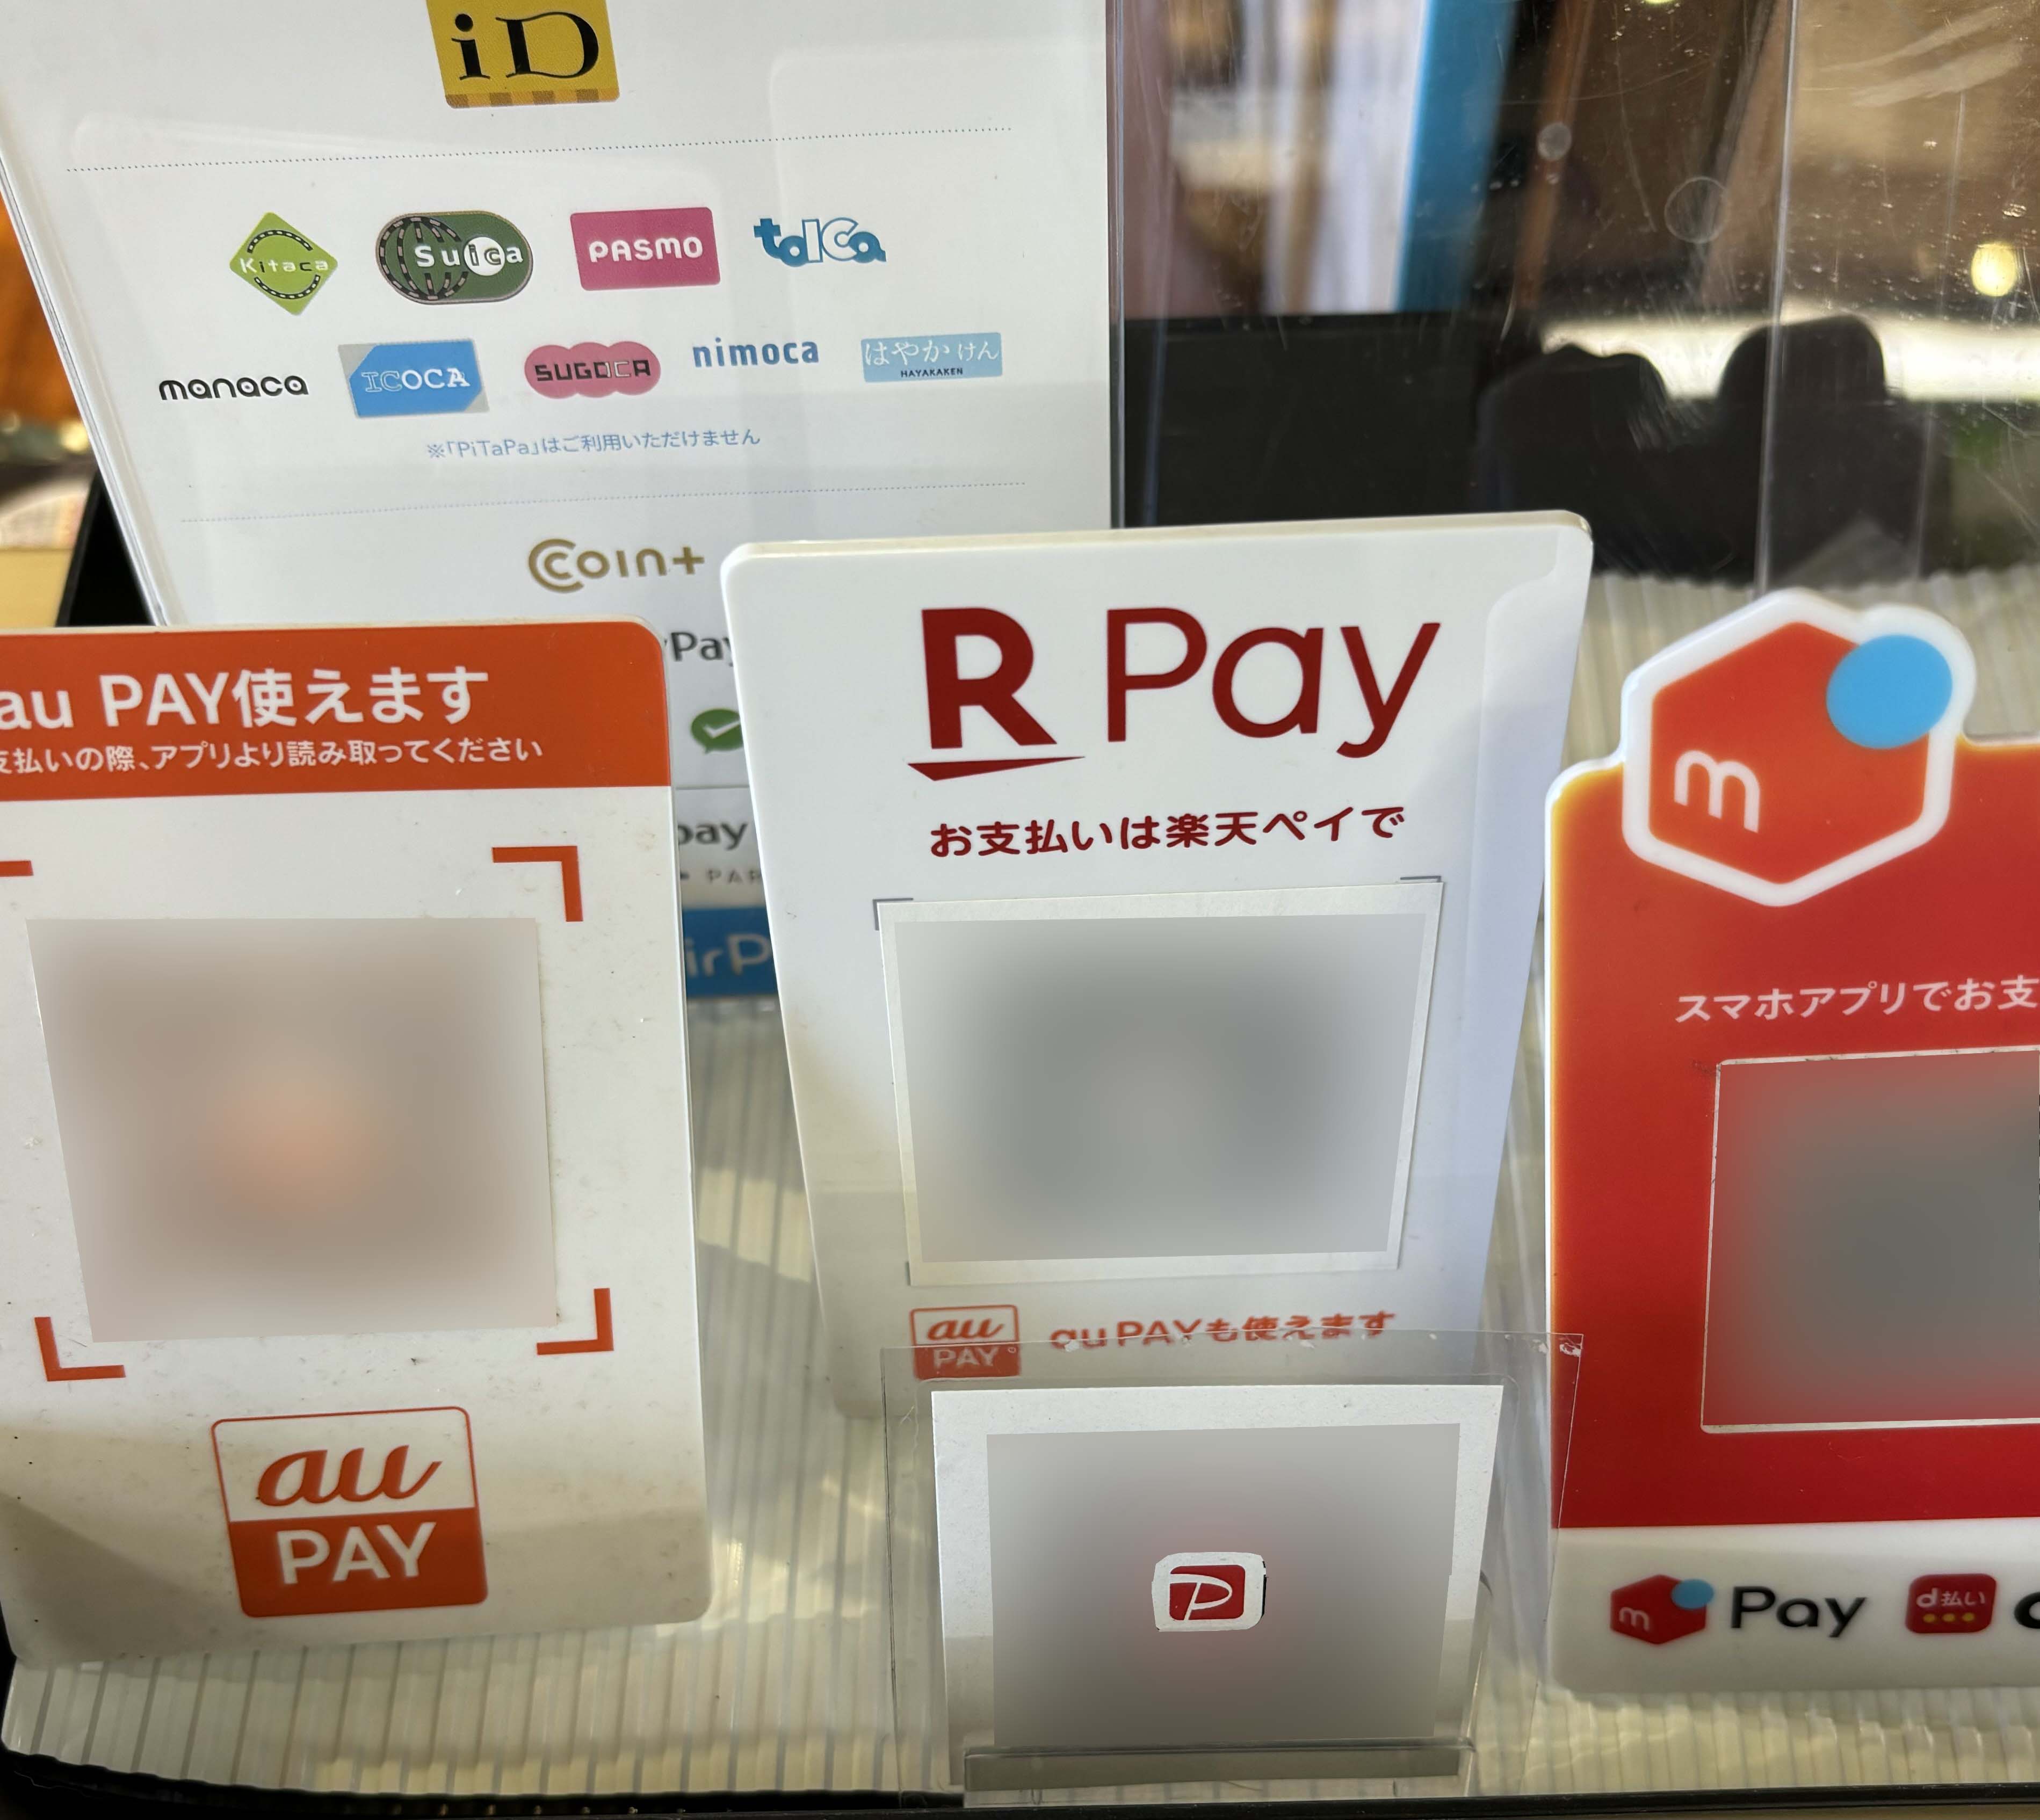 iD
Kitaca Suica PASMO toICa
manaca ICOCA SUGOCA nimoca はやかけん
HAYAKAKEN
※「PiTaPa」はご利用いただけません
COIN+
Pay
pay
PAR
irP
au PAY使えます
支払いの際、アプリより読み取ってください
au
PAY
R Pay
お支払いは楽天ペイで
au
PAY
au PAYも使えます
P
m
スマホアプリでお支
m Pay d払い